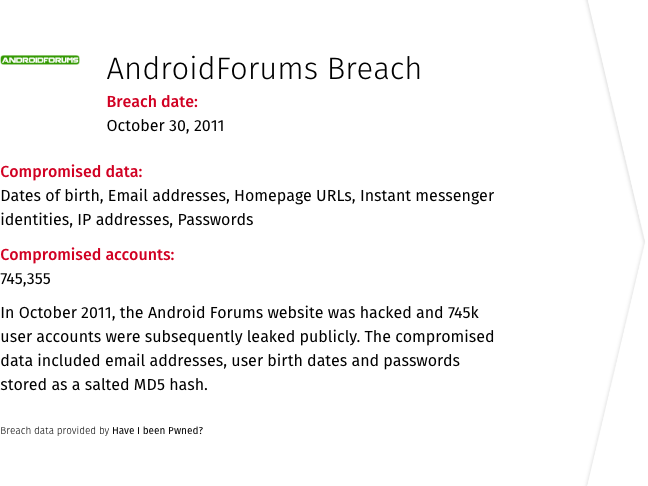 ANDROIDFORUMS
AndroidForums Breach
Breach date:
October 30, 2011
Compromised data:
Dates of birth, Email addresses, Homepage URLs, Instant messenger
identities, IP addresses, Passwords
Compromised accounts:
745,355
In October 2011, the Android Forums website was hacked and 745k
user accounts were subsequently leaked publicly. The compromised
data included email addresses, user birth dates and passwords
stored as a salted MD5 hash.
Breach data provided by Have I been Pwned?